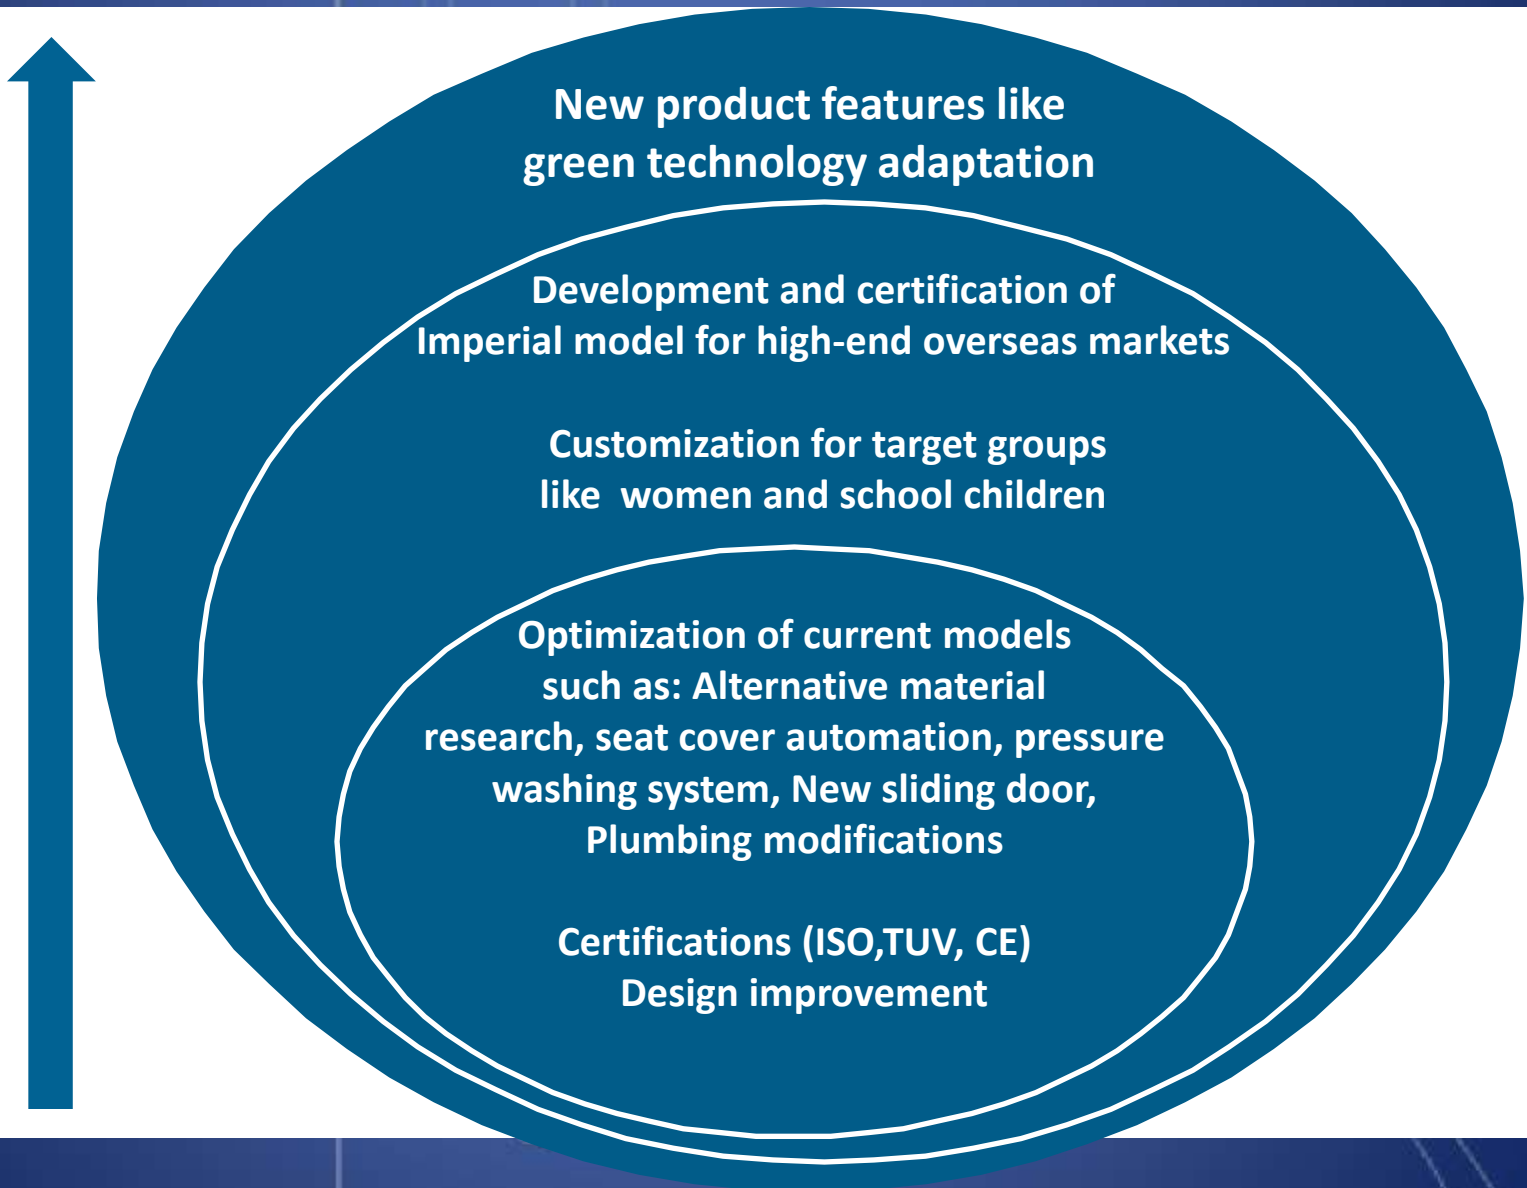 New product features like
green technology adaptation
Development and certification of
Imperial model for high-end overseas markets
Customization for target groups
like  women and school children
Optimization of current models
such as: Alternative material
research, seat cover automation, pressure
washing system, New sliding door,
Plumbing modifications
Certifications (ISO,TUV, CE)
Design improvement